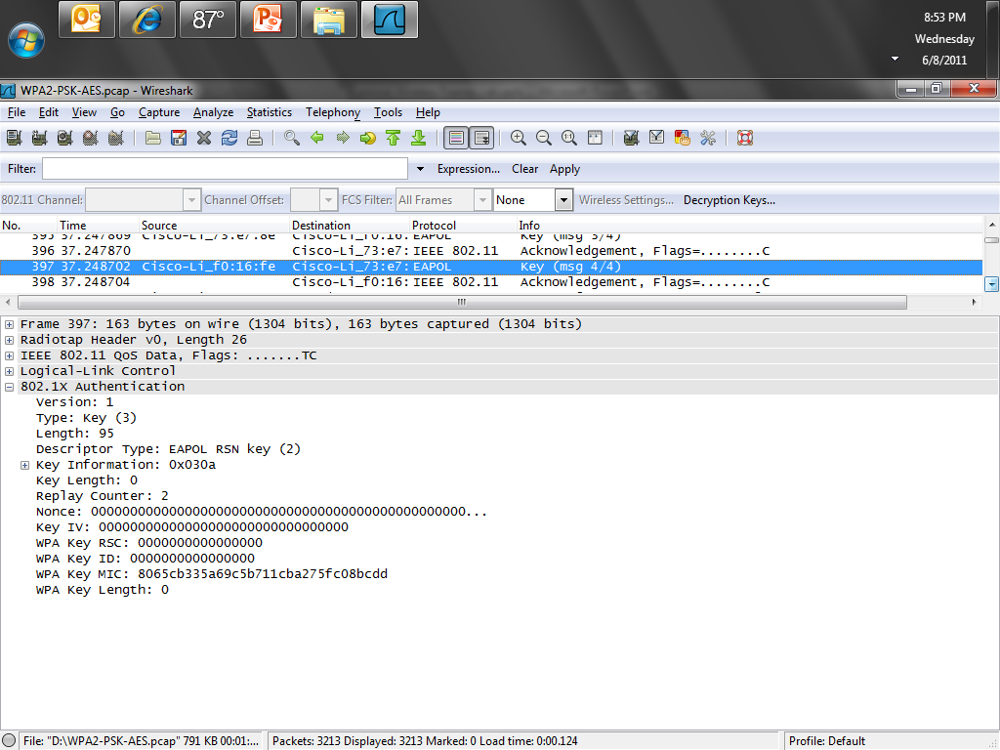 87°
8:53 PM
Wednesday
6/8/2011
WPA2-PSK-AES.pcap - Wireshark
File Edit View Go Capture Analyze Statistics Telephony Tools Help
Filter: Expression... Clear Apply
802.11 Channel: Channel Offset: FCS Filter: All Frames None Wireless Settings... Decryption Keys...
No. Time Source Destination Protocol Info
395 37.247869 Cisco-Li_73:e7:8e Cisco-Li_f0:16: EAPOL Key (msg 3/4)
396 37.247870 Cisco-Li_73:e7: IEEE 802.11 Acknowledgement, Flags=........C
397 37.248702 Cisco-Li_f0:16:fe Cisco-Li_73:e7: EAPOL Key (msg 4/4)
398 37.248704 Cisco-Li_f0:16: IEEE 802.11 Acknowledgement, Flags=........C
Frame 397: 163 bytes on wire (1304 bits), 163 bytes captured (1304 bits)
Radiotap Header v0, Length 26
IEEE 802.11 QoS Data, Flags: .......TC
Logical-Link Control
802.1X Authentication
Version: 1
Type: Key (3)
Length: 95
Descriptor Type: EAPOL RSN key (2)
Key Information: 0x030a
Key Length: 0
Replay Counter: 2
Nonce: 000000000000000000000000000000000000000000000000...
Key IV: 00000000000000000000000000000000
WPA Key RSC: 0000000000000000
WPA Key ID: 0000000000000000
WPA Key MIC: 8065cb335a69c5b711cba275fc08bcdd
WPA Key Length: 0
File: "D:\WPA2-PSK-AES.pcap" 791 KB 00:01:... Packets: 3213 Displayed: 3213 Marked: 0 Load time: 0:00.124 Profile: Default